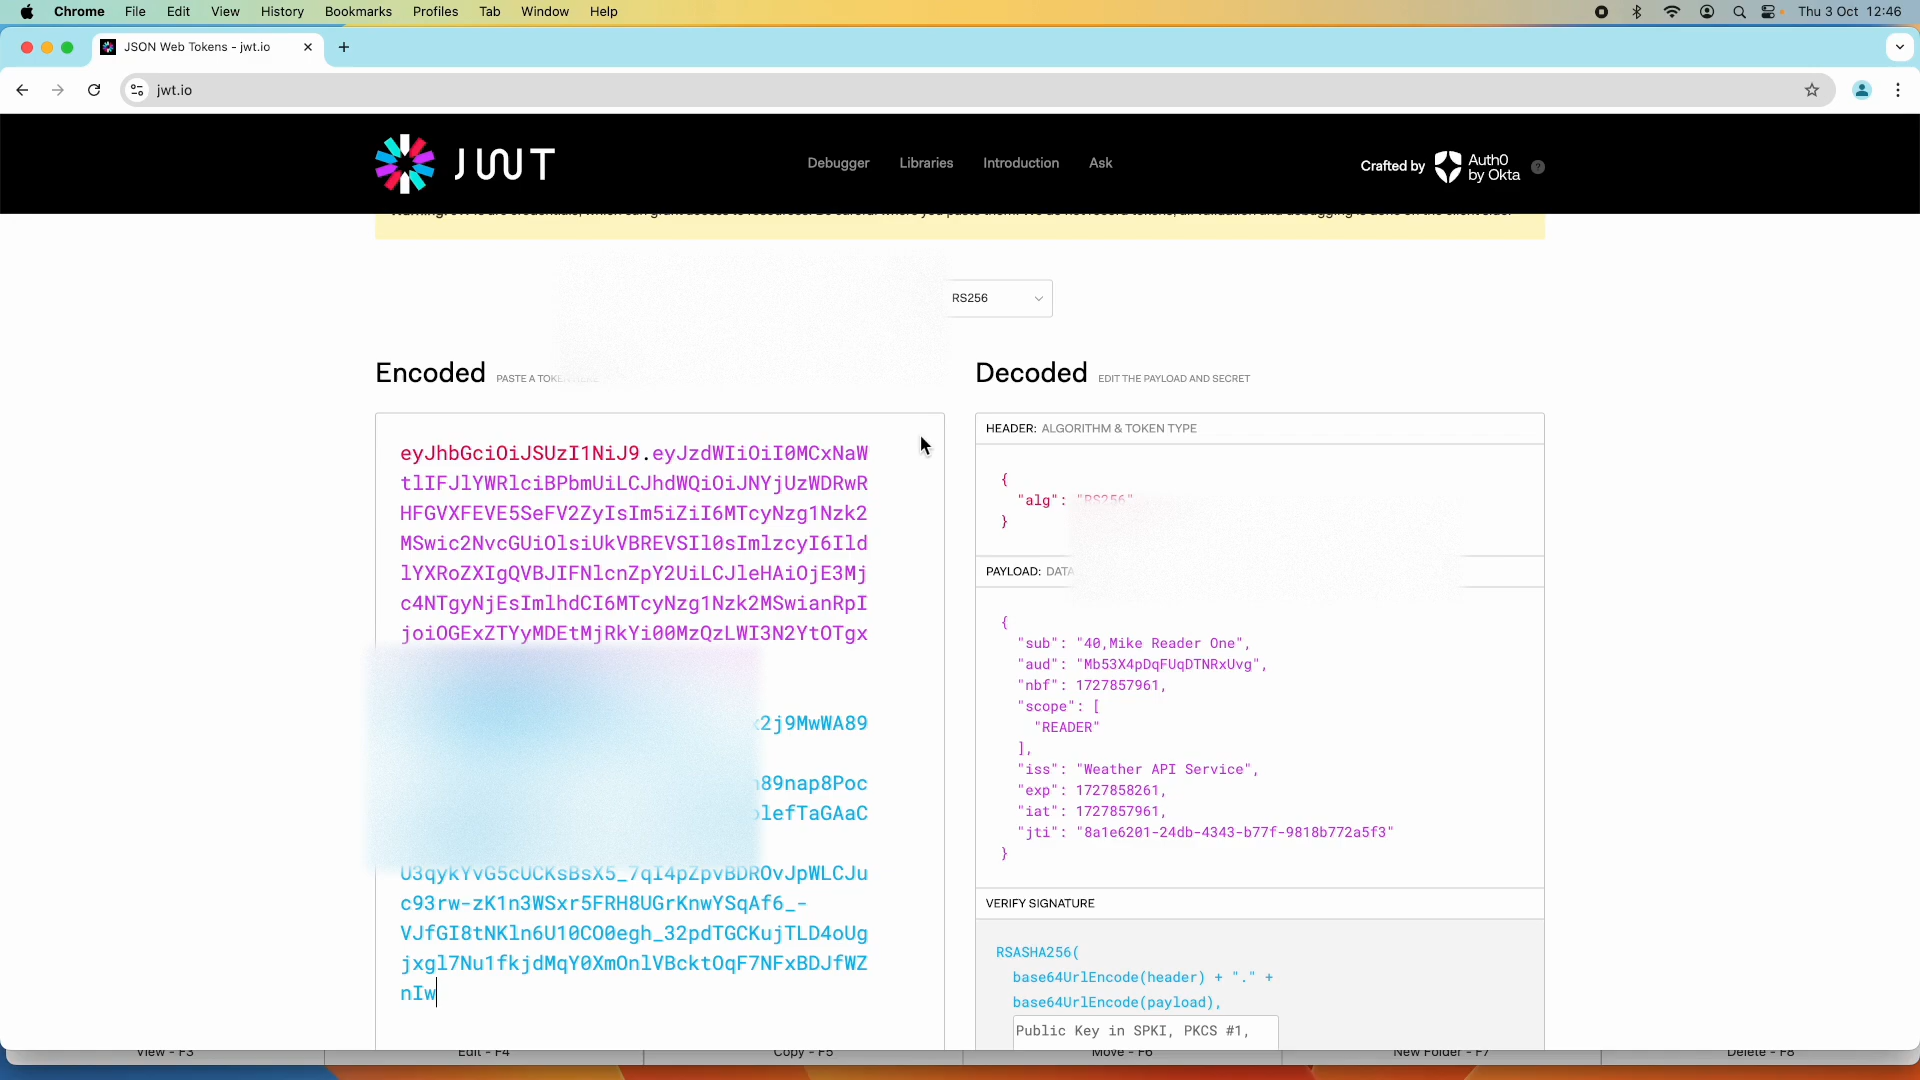 Chrome File Edit View History Bookmarks Profiles Tab Window Help Thu 3 Oct 12:46
JSON Web Tokens - jwt.io
jwt.io
JWT Debugger Libraries Introduction Ask Crafted by Auth0 by Okta ?
RS256
Encoded PASTE A
Decoded EDIT THE PAYLOAD AND SECRET
eyJhbGciOiJSUzI1NiJ9.eyJzdWIiOiI0MCxNaW
tlIFJlYWRlciBPbmUiLCJhdWQiOiJNYjUzWDRwR
HFGVXFEVE5SeFV2ZyIsIm5iZiI6MTcyNzg1Nzk2
MSwic2NvcGUiOlsiUkVBREVSIl0sImlzcyI6Ild
lYXRoZXIgQVBJIFNlcnZpY2UiLCJleHAiOjE3Mj
c4NTgyNjEsImlhdCI6MTcyNzg1Nzk2MSwianRpI
joiOGExZTYyMDEtMjRkYi00MzQzLWI3N2YtOTgx
2j9MwWA89
89nap8Poc
lefTaGAaC
U3qykYvG5cUCKsBsX5_7qI4pZpvBDROvJpWLCJu
c93rw-zK1n3WSxr5FRH8UGrKnwYSqAf6_-
VJfGI8tNKln6U10CO0egh_32pdTGCKujTLD4oUg
jxgl7Nu1fkjdMqY0XmOnlVBcktOqF7NFxBDJfWZ
nIw
HEADER: ALGORITHM & TOKEN TYPE
{
"alg": "RS256"
}
PAYLOAD: DATA
{
"sub": "40,Mike Reader One",
"aud": "Mb53X4pDqFUqDTNRxUvg",
"nbf": 1727857961,
"scope": [
"READER"
],
"iss": "Weather API Service",
"exp": 1727858261,
"iat": 1727857961,
"jti": "8a1e6201-24db-4343-b77f-9818b772a5f3"
}
VERIFY SIGNATURE
RSASHA256(
base64UrlEncode(header) + "." +
base64UrlEncode(payload),
Public Key in SPKI, PKCS #1,
View - F3 Edit - F4 Copy - F5 Move - F6 New Folder - F7 Delete - F8